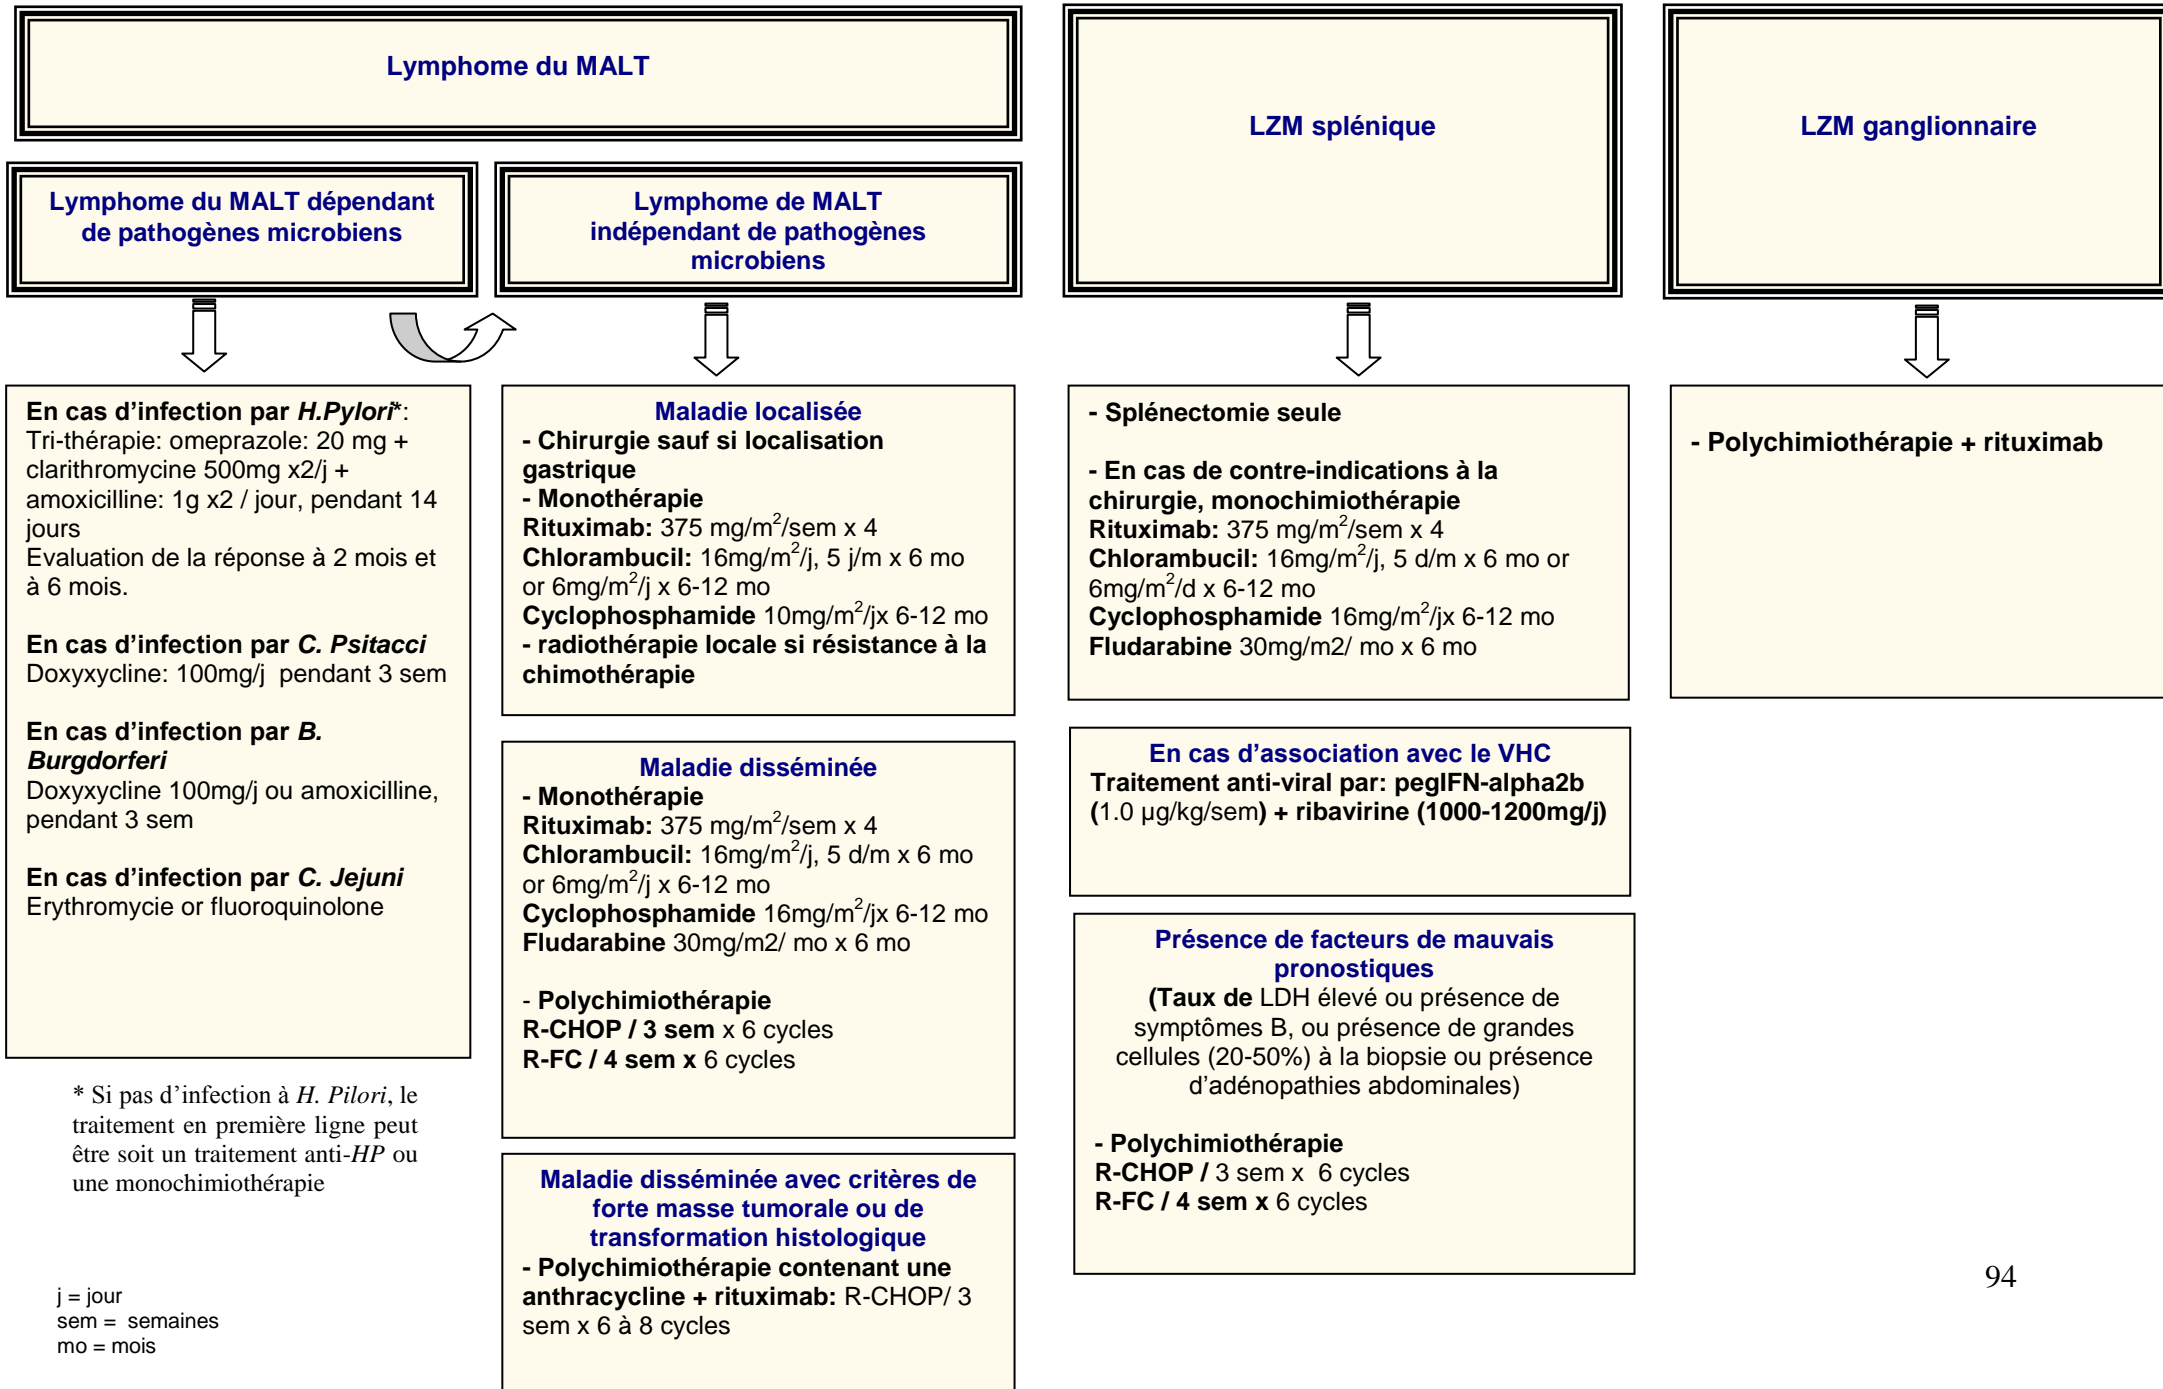 Lymphome du MALT
Lymphome du MALT dépendant
de pathogènes microbiens
Lymphome de MALT
indépendant de pathogènes
microbiens
LZM splénique
LZM ganglionnaire
En cas d’infection par H.Pylori*:
Tri-thérapie: omeprazole: 20 mg +
clarithromycine 500mg x2/j +
amoxicilline: 1g x2 / jour, pendant 14
jours
Evaluation de la réponse à 2 mois et
à 6 mois.
En cas d’infection par C. Psitacci
Doxyxycline: 100mg/j pendant 3 sem
En cas d’infection par B.
Burgdorferi
Doxyxycline 100mg/j ou amoxicilline,
pendant 3 sem
En cas d’infection par C. Jejuni
Erythromycie or fluoroquinolone
* Si pas d’infection à H. Pilori, le
traitement en première ligne peut
être soit un traitement anti-HP ou
une monochimiothérapie
j = jour
sem = semaines
mo = mois
Maladie localisée
- Chirurgie sauf si localisation
gastrique
- Monothérapie
Rituximab: 375 mg/m²/sem x 4
Chlorambucil: 16mg/m²/j, 5 j/m x 6 mo
or 6mg/m²/j x 6-12 mo
Cyclophosphamide 10mg/m²/jx 6-12 mo
- radiothérapie locale si résistance à la
chimothérapie
Maladie disséminée
- Monothérapie
Rituximab: 375 mg/m²/sem x 4
Chlorambucil: 16mg/m²/j, 5 d/m x 6 mo
or 6mg/m²/j x 6-12 mo
Cyclophosphamide 16mg/m²/jx 6-12 mo
Fludarabine 30mg/m2/ mo x 6 mo
- Polychimiothérapie
R-CHOP / 3 sem x 6 cycles
R-FC / 4 sem x 6 cycles
Maladie disséminée avec critères de
forte masse tumorale ou de
transformation histologique
- Polychimiothérapie contenant une
anthracycline + rituximab: R-CHOP/ 3
sem x 6 à 8 cycles
- Splénectomie seule
- En cas de contre-indications à la
chirurgie, monochimiothérapie
Rituximab: 375 mg/m²/sem x 4
Chlorambucil: 16mg/m²/j, 5 d/m x 6 mo or
6mg/m²/d x 6-12 mo
Cyclophosphamide 16mg/m²/jx 6-12 mo
Fludarabine 30mg/m2/ mo x 6 mo
En cas d’association avec le VHC
Traitement anti-viral par: pegIFN-alpha2b
(1.0 µg/kg/sem) + ribavirine (1000-1200mg/j)
Présence de facteurs de mauvais
pronostiques
(Taux de LDH élevé ou présence de
symptômes B, ou présence de grandes
cellules (20-50%) à la biopsie ou présence
d’adénopathies abdominales)
- Polychimiothérapie
R-CHOP / 3 sem x 6 cycles
R-FC / 4 sem x 6 cycles
- Polychimiothérapie + rituximab
94